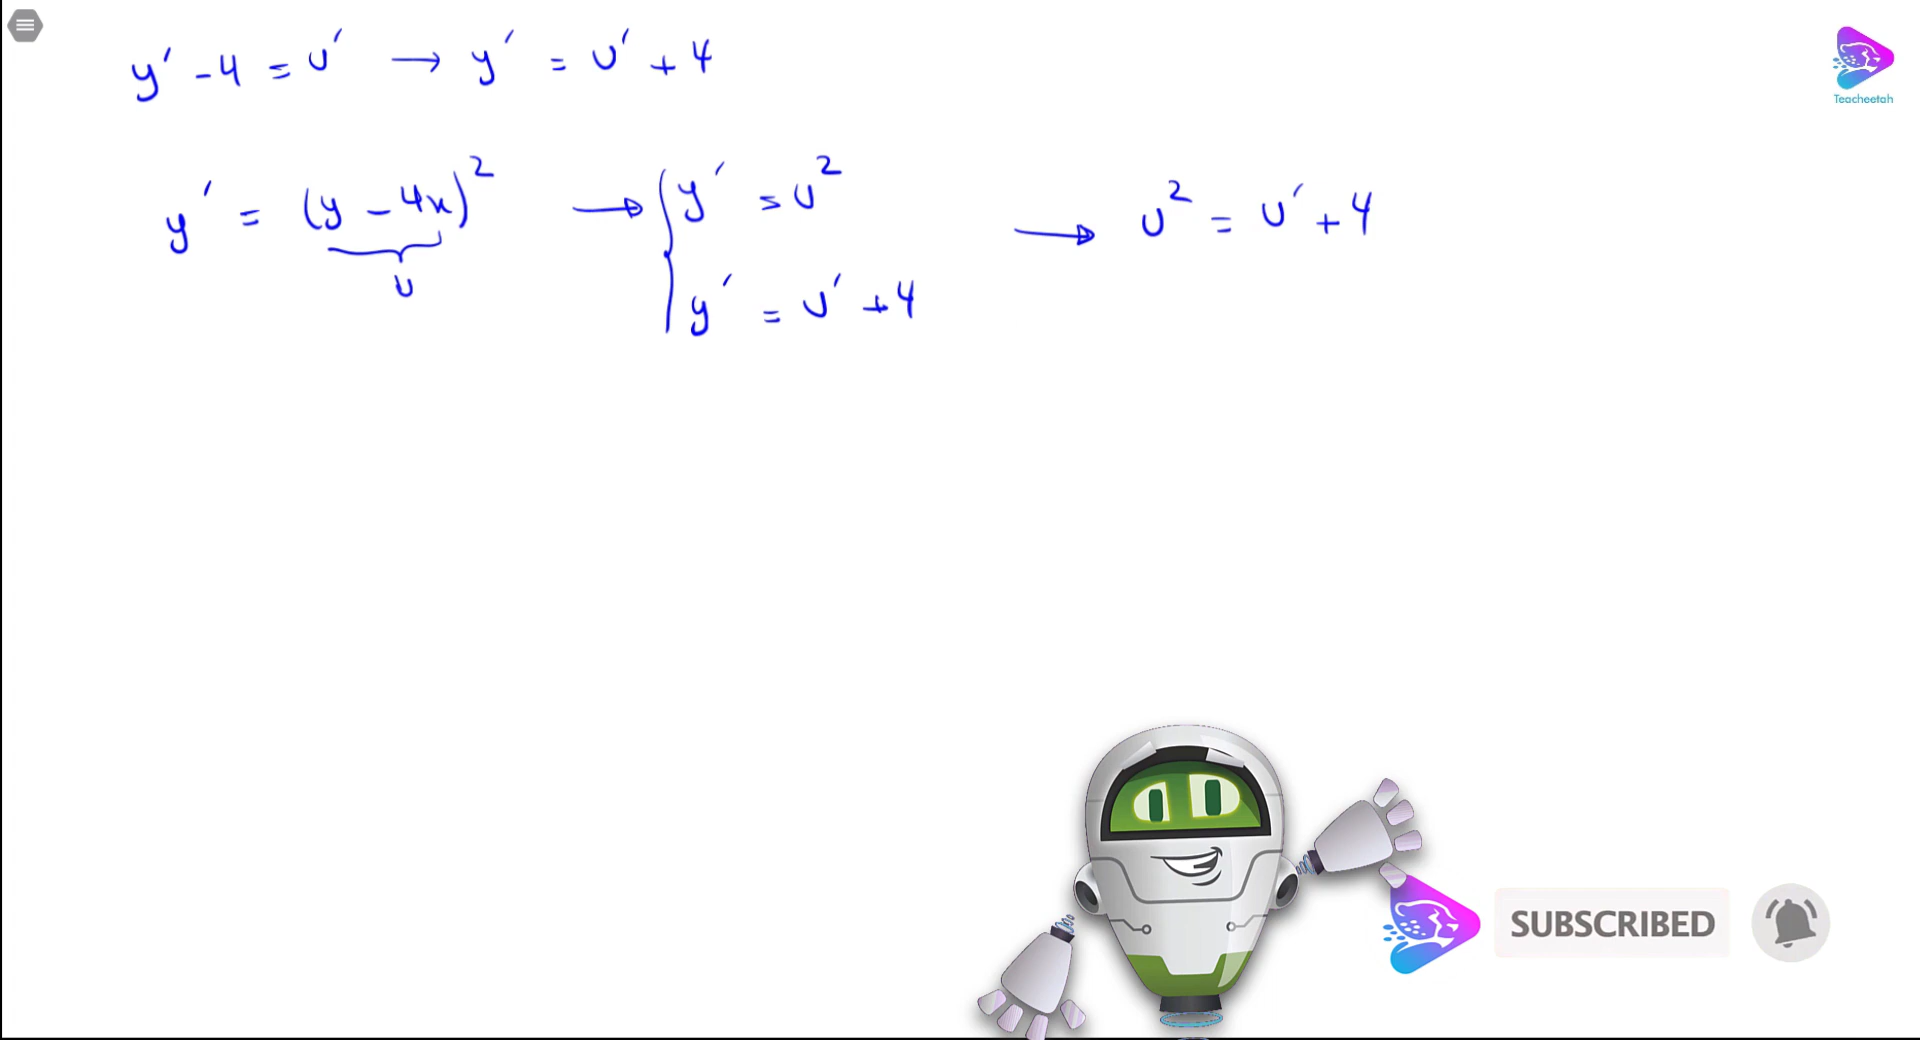 y' - 4 = u' → y' = u' + 4
Teacheetah
y' = (y - 4x)² → { y' = u² → u² = u' + 4
u
y' = u' + 4
SUBSCRIBED